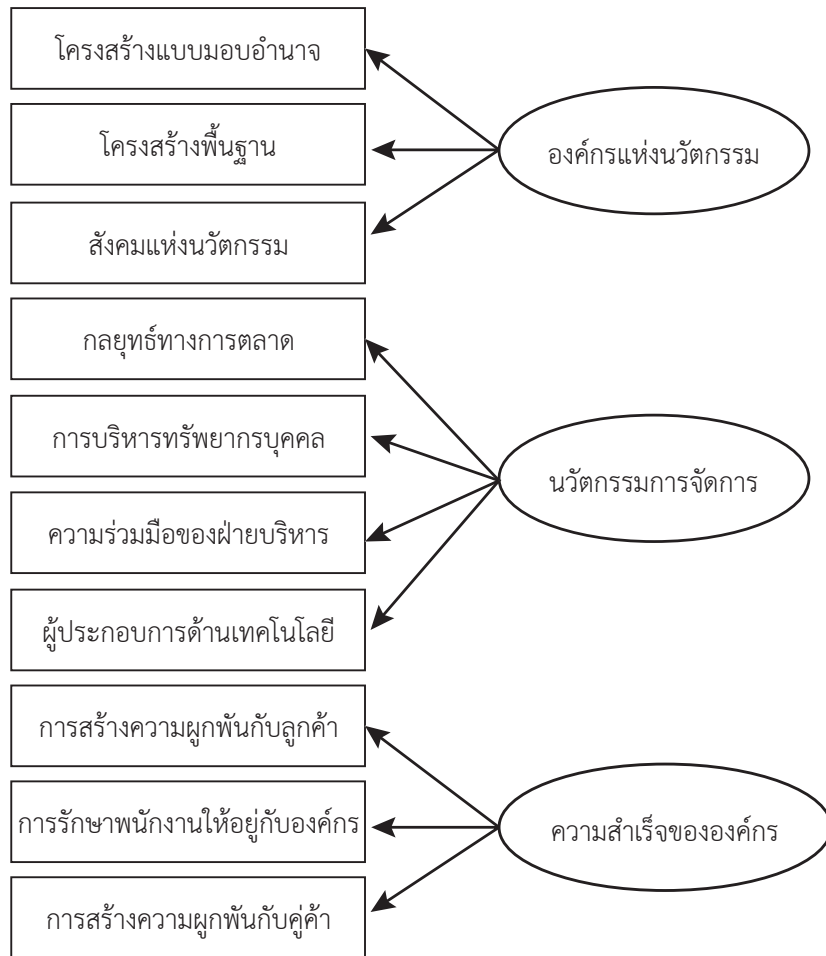 โครงสร้างแบบมอบอำนาจ
โครงสร้างพื้นฐาน
องค์กรแห่งนวัตกรรม
สังคมแห่งนวัตกรรม
กลยุทธ์ทางการตลาด
การบริหารทรัพยากรบุคคล
นวัตกรรมการจัดการ
ความร่วมมือของฝ่ายบริหาร
ผู้ประกอบการด้านเทคโนโลยี
การสร้างความผูกพันกับลูกค้า
การรักษาพนักงานให้อยู่กับองค์กร
ความสำเร็จขององค์กร
การสร้างความผูกพันกับคู่ค้า